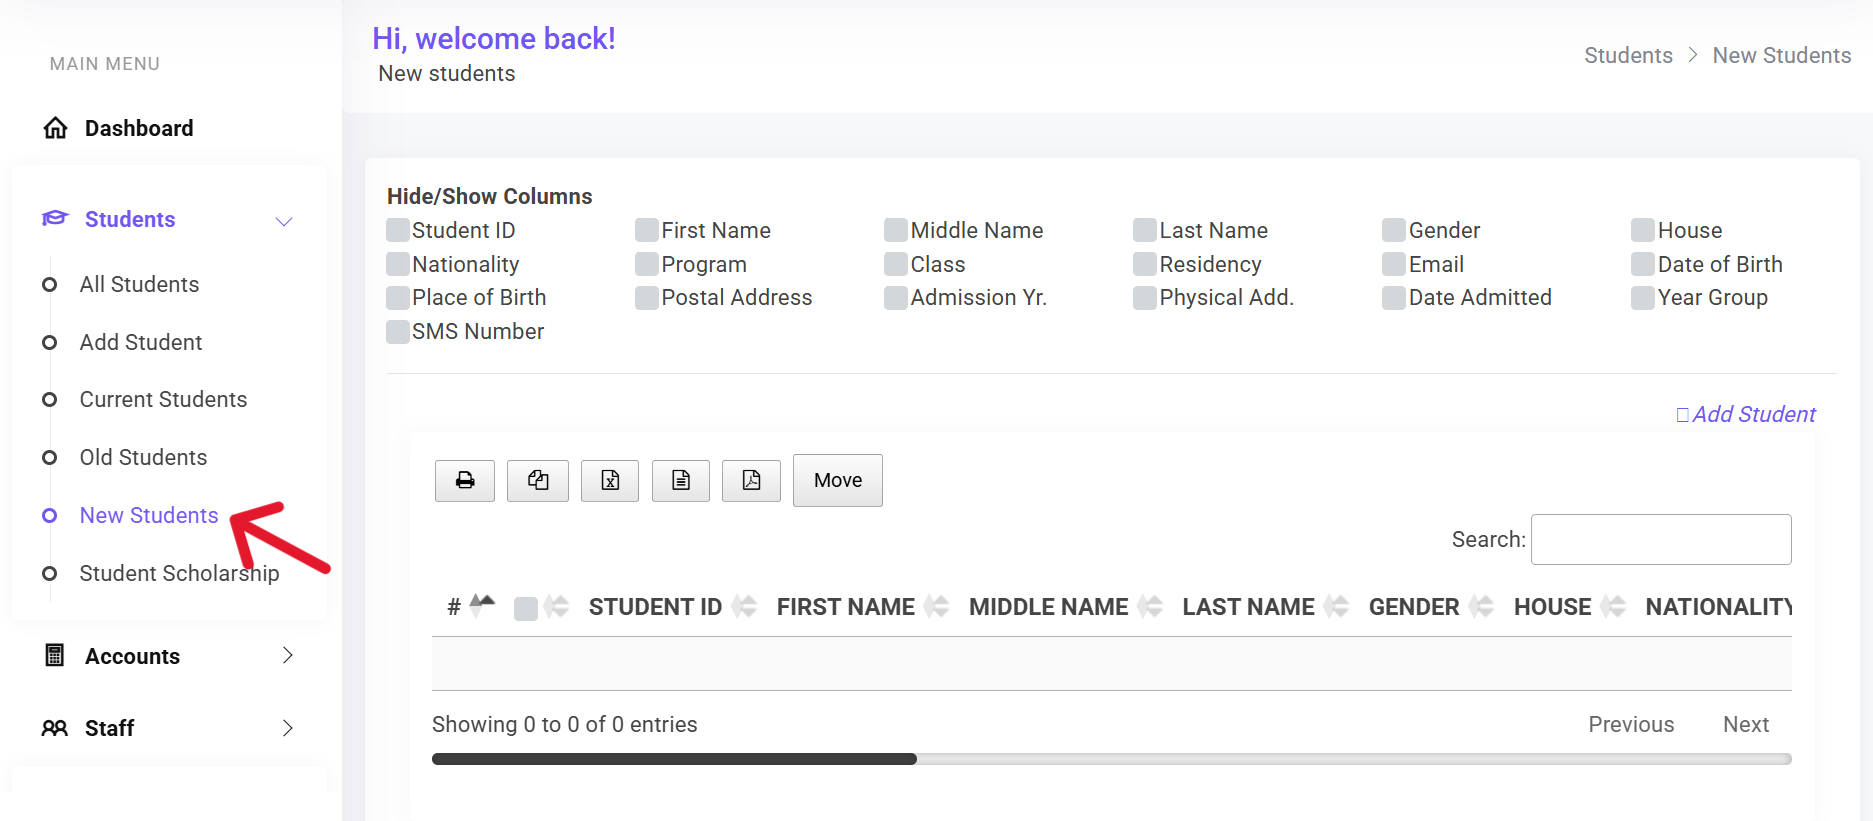 MAIN MENU
Dashboard
Students
All Students
Add Student
Current Students
Old Students
New Students
Student Scholarship
Accounts
Staff
Hi, welcome back!
New students
Students > New Students
Hide/Show Columns
Student ID First Name Middle Name Last Name Gender House
Nationality Program Class Residency Email Date of Birth
Place of Birth Postal Address Admission Yr. Physical Add. Date Admitted Year Group
SMS Number
Add Student
Move
Search:
# STUDENT ID FIRST NAME MIDDLE NAME LAST NAME GENDER HOUSE NATIONALITY
Showing 0 to 0 of 0 entries
Previous Next